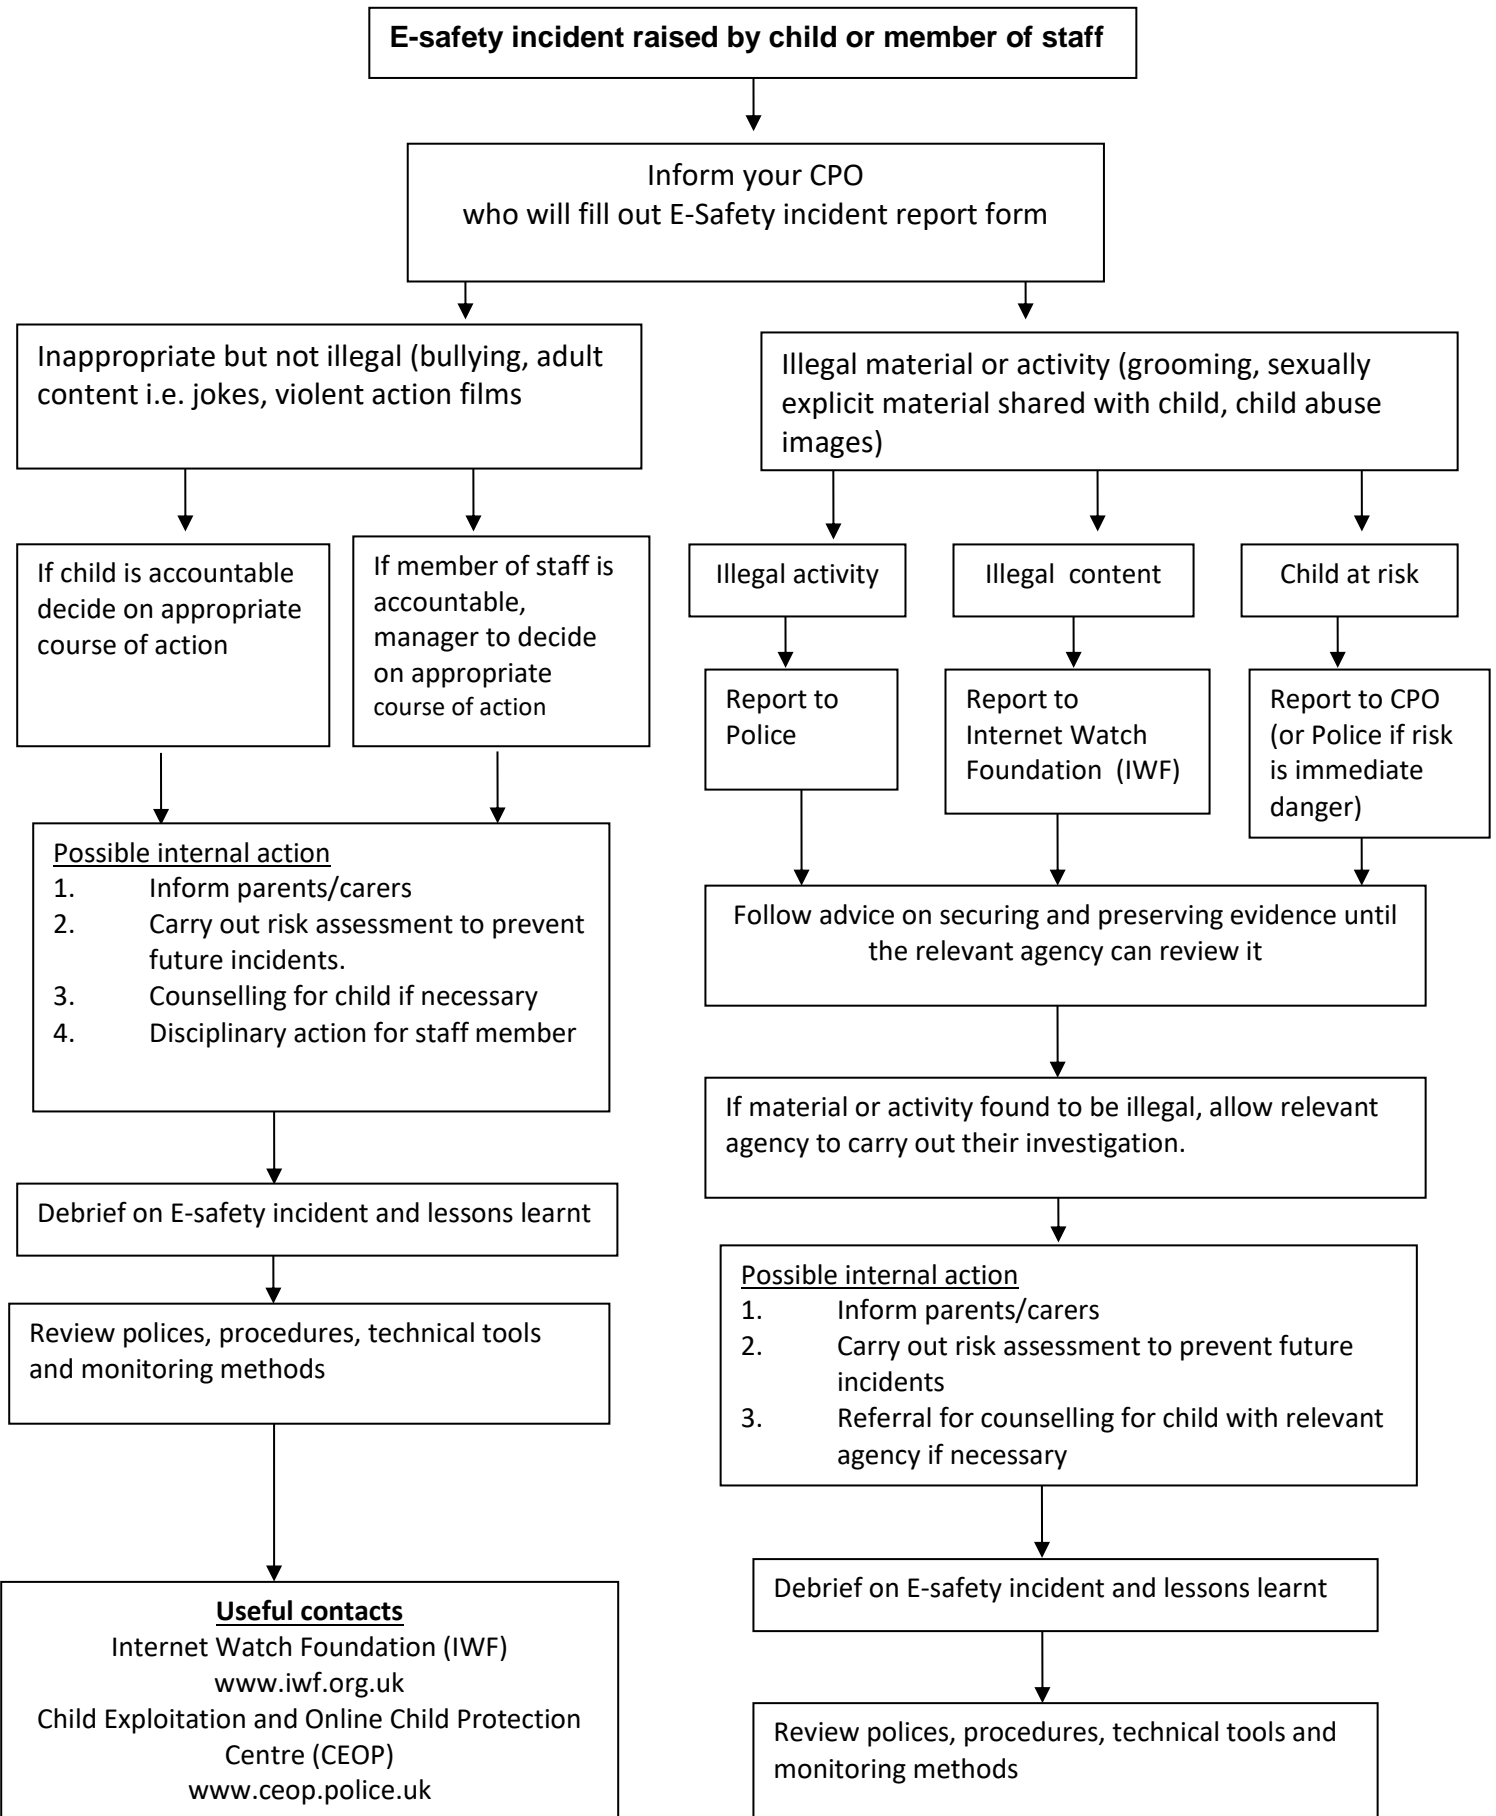 E-safety incident raised by child or member of staff
Inform your CPO
who will fill out E-Safety incident report form
Inappropriate but not illegal (bullying, adult
content i.e. jokes, violent action films
Illegal material or activity (grooming, sexually
explicit material shared with child, child abuse
images)
If child is accountable
decide on appropriate
course of action
If member of staff is
accountable,
manager to decide
on appropriate
course of action
Illegal activity
Illegal content
Child at risk
Report to
Police
Report to
Internet Watch
Foundation (IWF)
Report to CPO
(or Police if risk
is immediate
danger)
Possible internal action
1. Inform parents/carers
2. Carry out risk assessment to prevent
future incidents.
3. Counselling for child if necessary
4. Disciplinary action for staff member
Follow advice on securing and preserving evidence until
the relevant agency can review it
If material or activity found to be illegal, allow relevant
agency to carry out their investigation.
Debrief on E-safety incident and lessons learnt
Review polices, procedures, technical tools
and monitoring methods
Possible internal action
1. Inform parents/carers
2. Carry out risk assessment to prevent future
incidents
3. Referral for counselling for child with relevant
agency if necessary
Debrief on E-safety incident and lessons learnt
Review polices, procedures, technical tools and
monitoring methods
Useful contacts
Internet Watch Foundation (IWF)
www.iwf.org.uk
Child Exploitation and Online Child Protection
Centre (CEOP)
www.ceop.police.uk